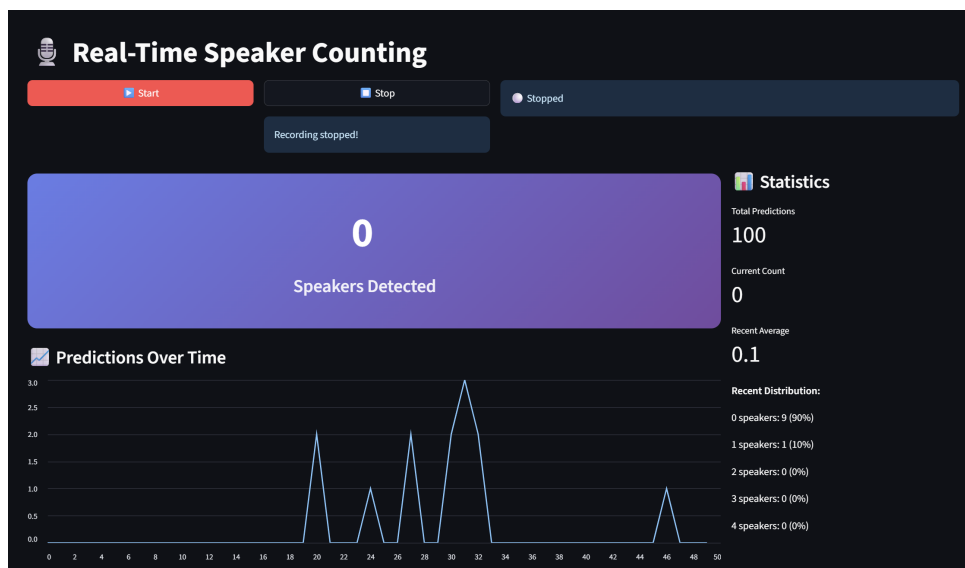 Real-Time Speaker Counting
Start
Stop
Stopped
Recording stopped!
0
Speakers Detected
Statistics
Total Predictions
100
Current Count
0
Recent Average
0.1
Recent Distribution:
0 speakers: 9 (90%)
1 speakers: 1 (10%)
2 speakers: 0 (0%)
3 speakers: 0 (0%)
4 speakers: 0 (0%)
Predictions Over Time
3.0
2.5
2.0
1.5
1.0
0.5
0.0
0 2 4 6 8 10 12 14 16 18 20 22 24 26 28 30 32 34 36 38 40 42 44 46 48 50